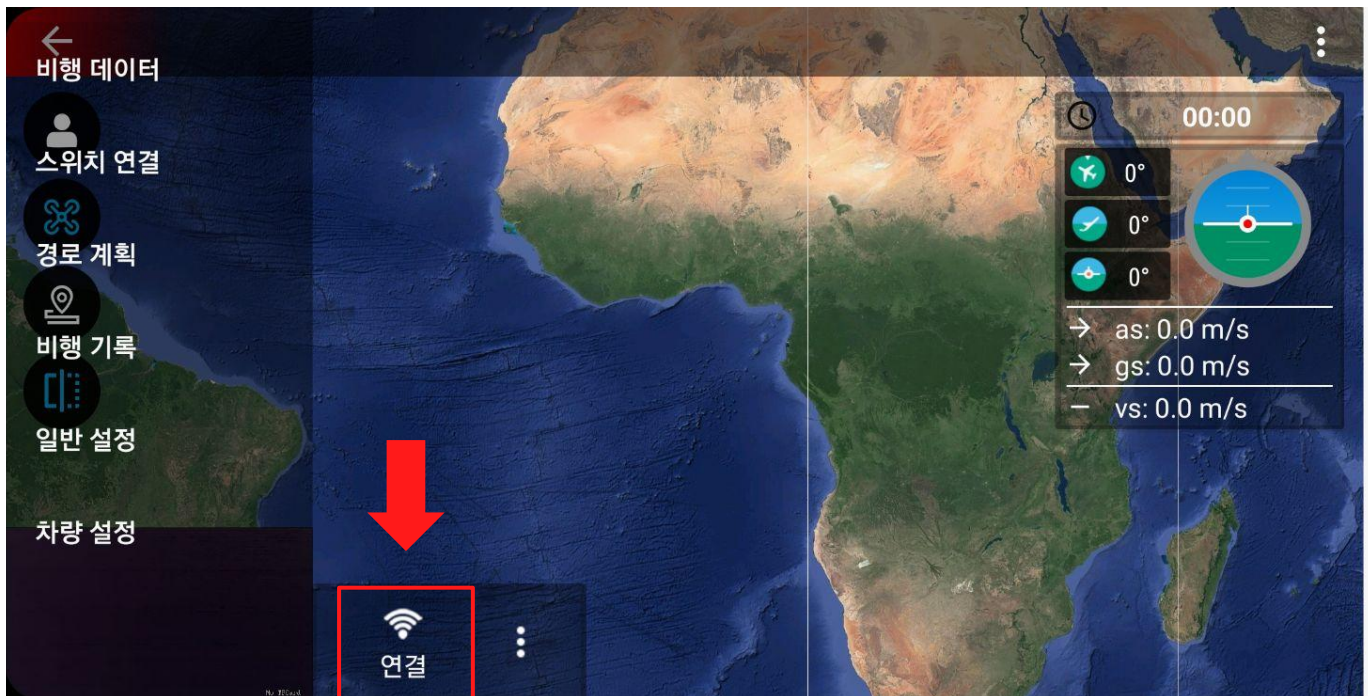 비행 데이터
스위치 연결
경로 계획
비행 기록
일반 설정
차량 설정
연결
00:00
0°
0°
0°
as: 0.0 m/s
gs: 0.0 m/s
vs: 0.0 m/s